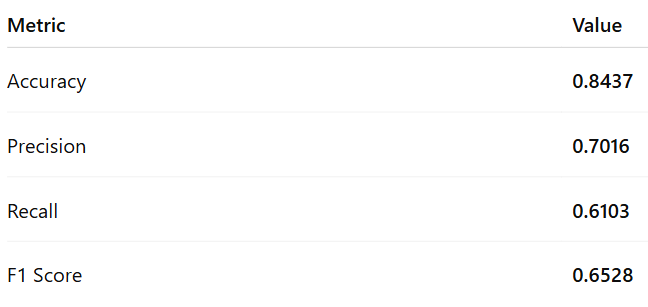 Metric Value
Accuracy 0.8437
Precision 0.7016
Recall 0.6103
F1 Score 0.6528